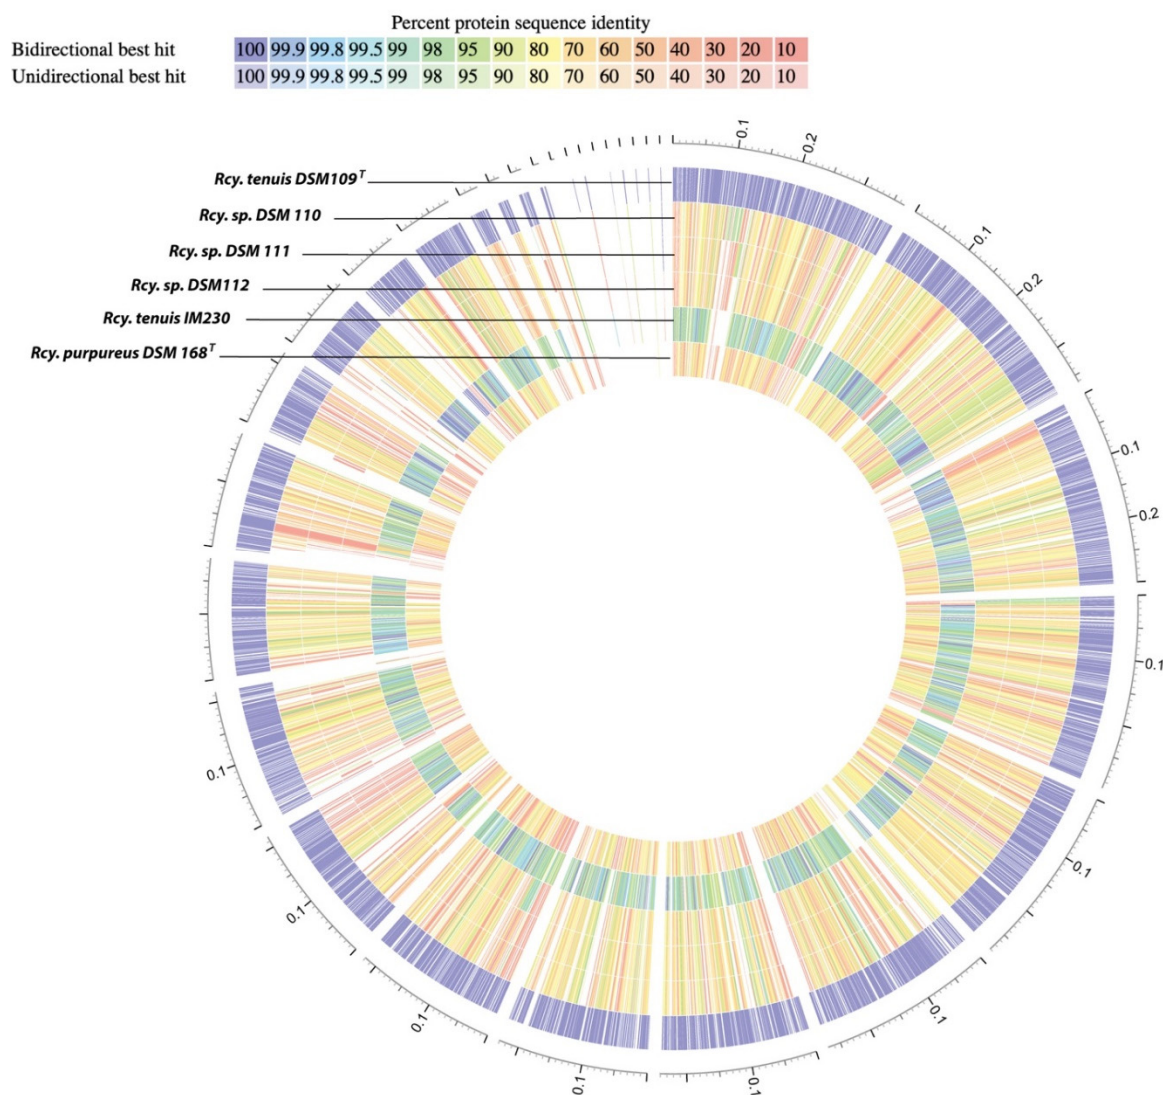 Percent protein sequence identity
Bidirectional best hit 100 99.9 99.8 99.5 99 98 95 90 80 70 60 50 40 30 20 10
Unidirectional best hit 100 99.9 99.8 99.5 99 98 95 90 80 70 60 50 40 30 20 10
0.1
0.2
Rcy. tenuis DSM109ᵀ
Rcy. sp. DSM 110
Rcy. sp. DSM 111
Rcy. sp. DSM112
Rcy. tenuis IM230
Rcy. purpureus DSM 168ᵀ
0.1
0.2
0.1
0.2
0.1
0.1
0.1
0.1
0.1
0.1
0.1
0.1